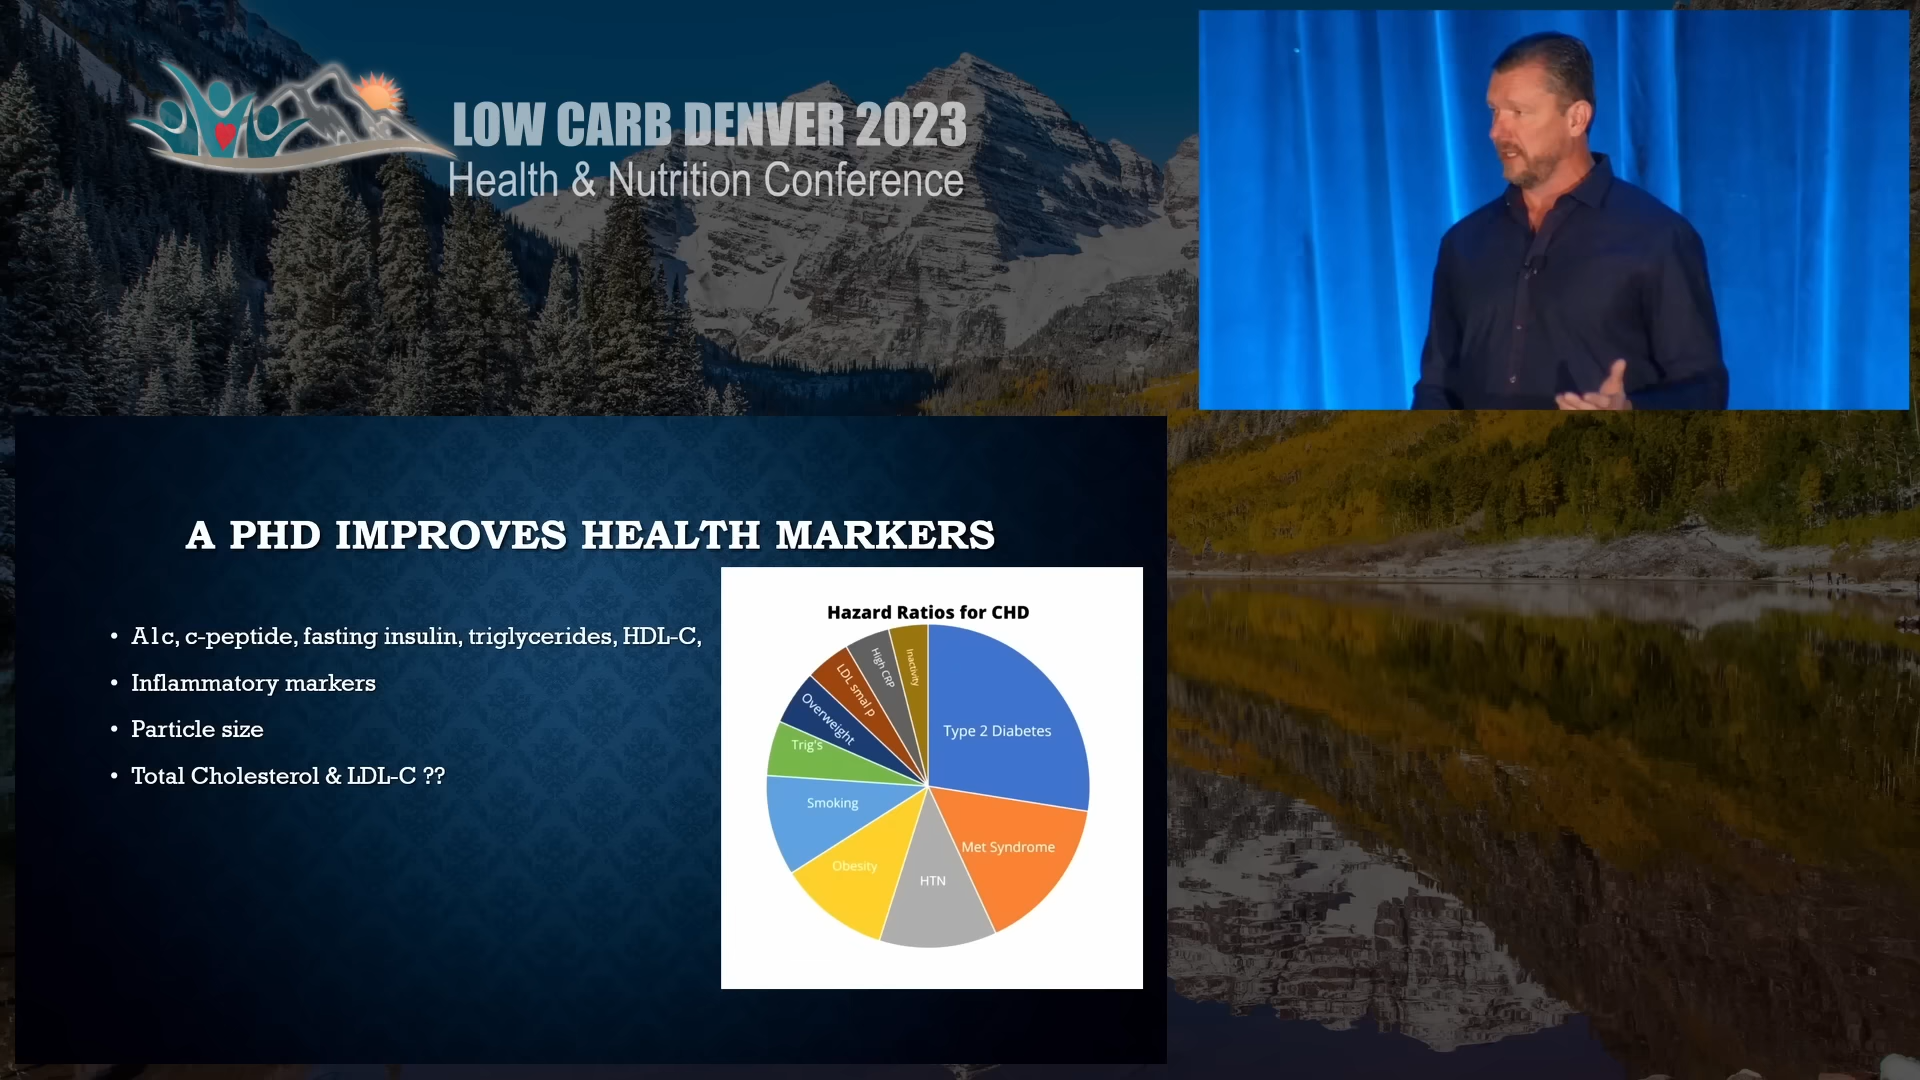 LOW CARB DENVER 2023
Health & Nutrition Conference
A PHD IMPROVES HEALTH MARKERS
• A1c, c-peptide, fasting insulin, triglycerides, HDL-C,
• Inflammatory markers
• Particle size
• Total Cholesterol & LDL-C ??
Hazard Ratios for CHD
Inactivity
High CRP
LDL smal p
Overweight
Trig's
Smoking
Obesity
HTN
Met Syndrome
Type 2 Diabetes